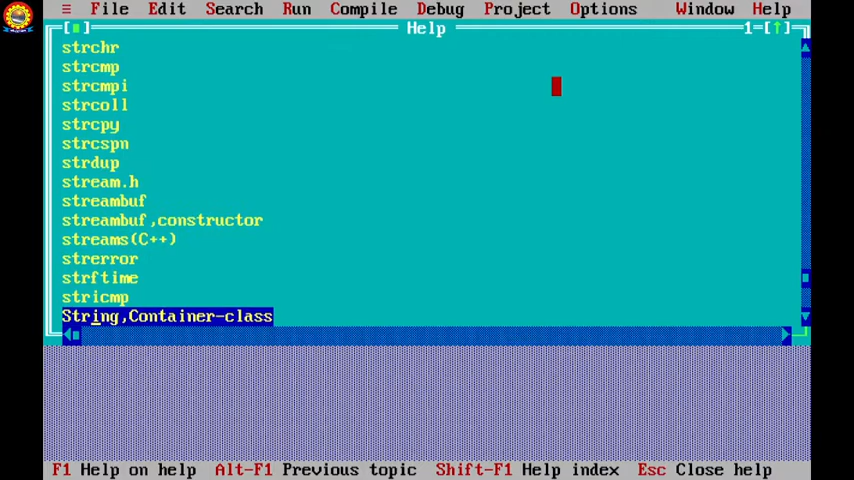 ≡ File Edit Search Run Compile Debug Project Options Window Help
[■] Help 1=[↑]
strchr
strcmp
strcmpi
strcoll
strcpy
strcspn
strdup
stream.h
streambuf
streambuf,constructor
streams(C++)
strerror
strftime
stricmp
String,Container-class
F1 Help on help Alt-F1 Previous topic Shift-F1 Help index Esc Close help